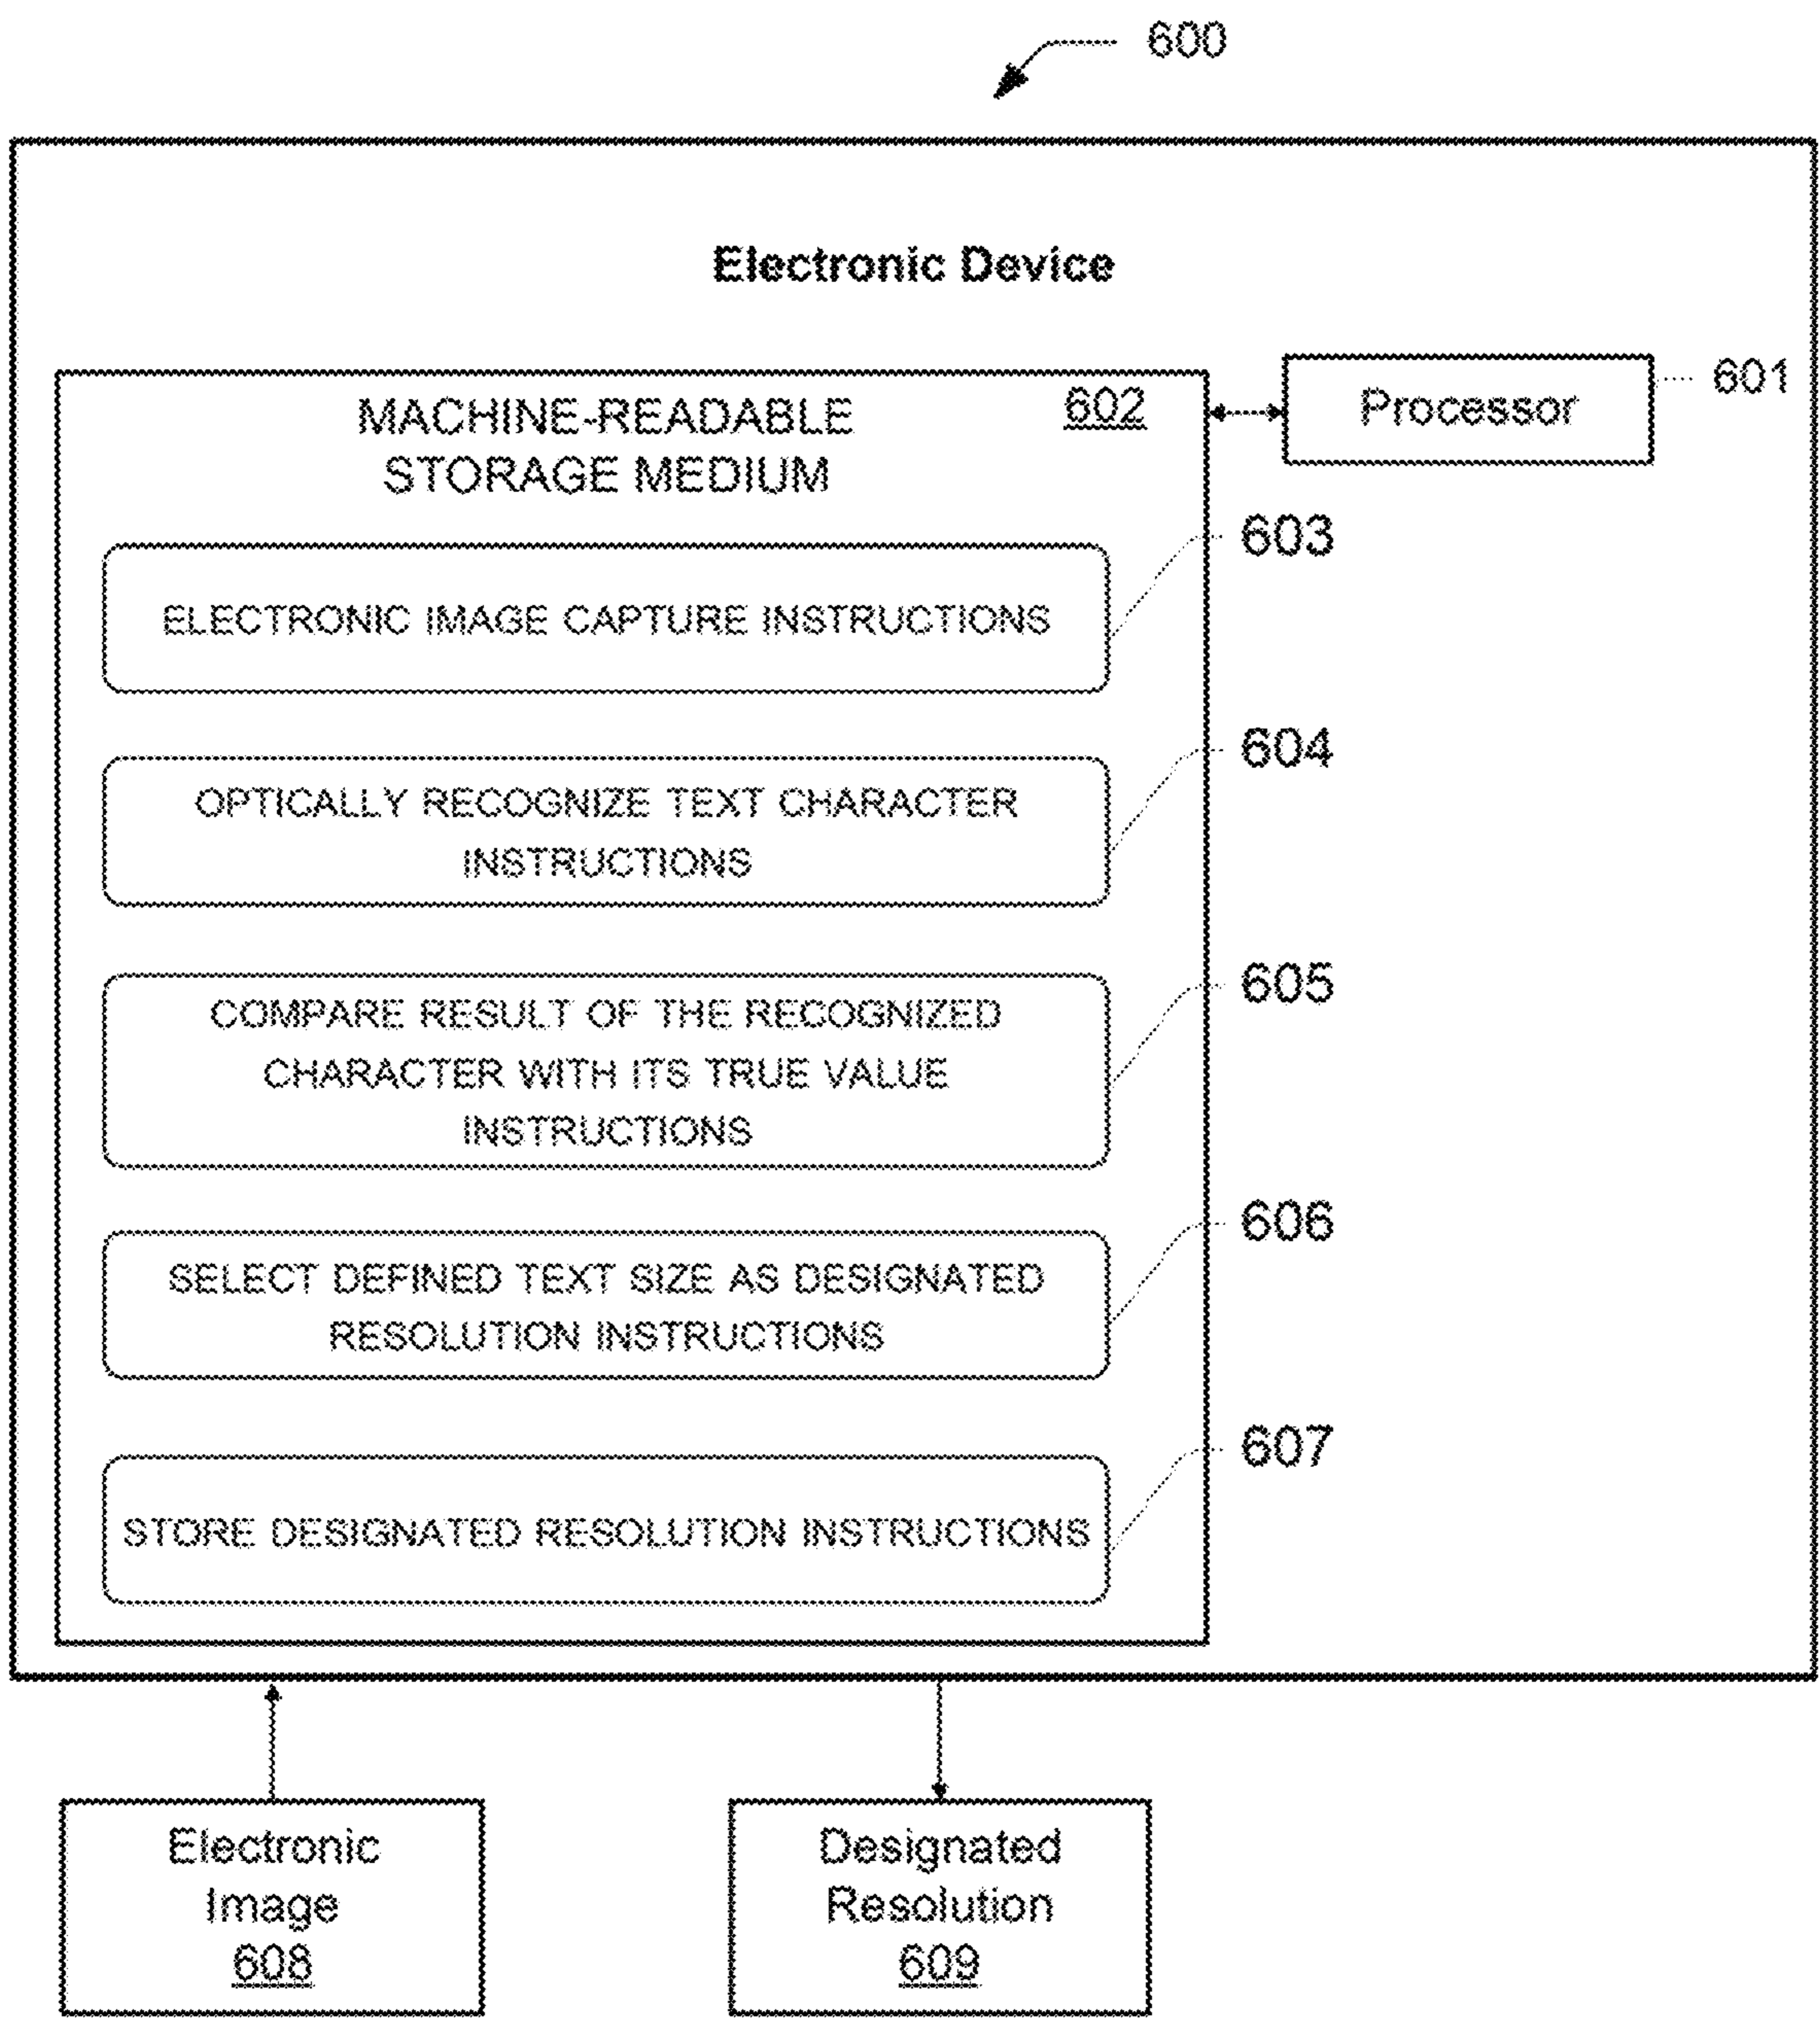 600
Electronic Device
MACHINE-READABLE
STORAGE MEDIUM
602
Processor
601
603
ELECTRONIC IMAGE CAPTURE INSTRUCTIONS
604
OPTICALLY RECOGNIZE TEXT CHARACTER
INSTRUCTIONS
605
COMPARE RESULT OF THE RECOGNIZED
CHARACTER WITH ITS TRUE VALUE
INSTRUCTIONS
606
SELECT DEFINED TEXT SIZE AS DESIGNATED
RESOLUTION INSTRUCTIONS
607
STORE DESIGNATED RESOLUTION INSTRUCTIONS
Electronic
Image
608
Designated
Resolution
609